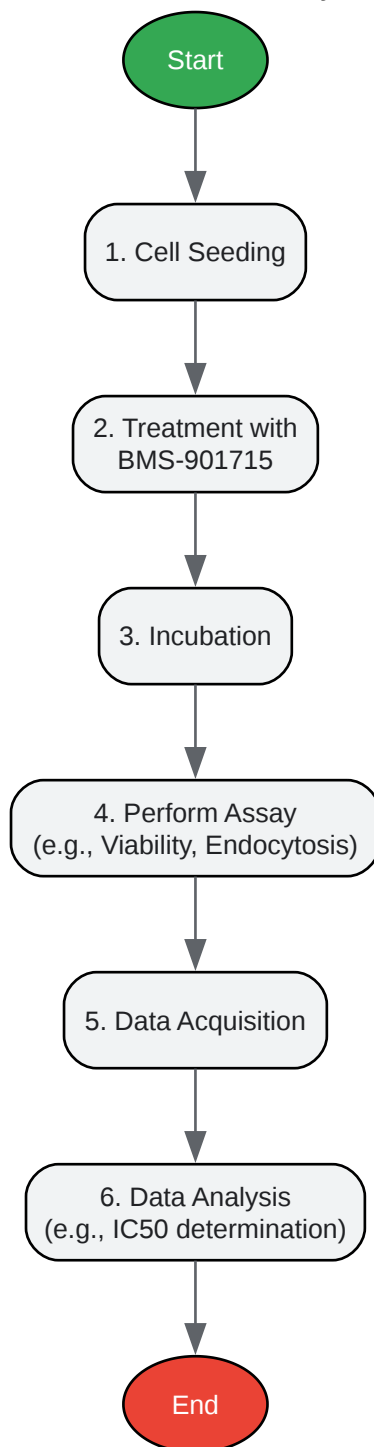 Start
1. Cell Seeding
2. Treatment with
BMS-901715
3. Incubation
4. Perform Assay
(e.g., Viability, Endocytosis)
5. Data Acquisition
6. Data Analysis
(e.g., IC50 determination)
End